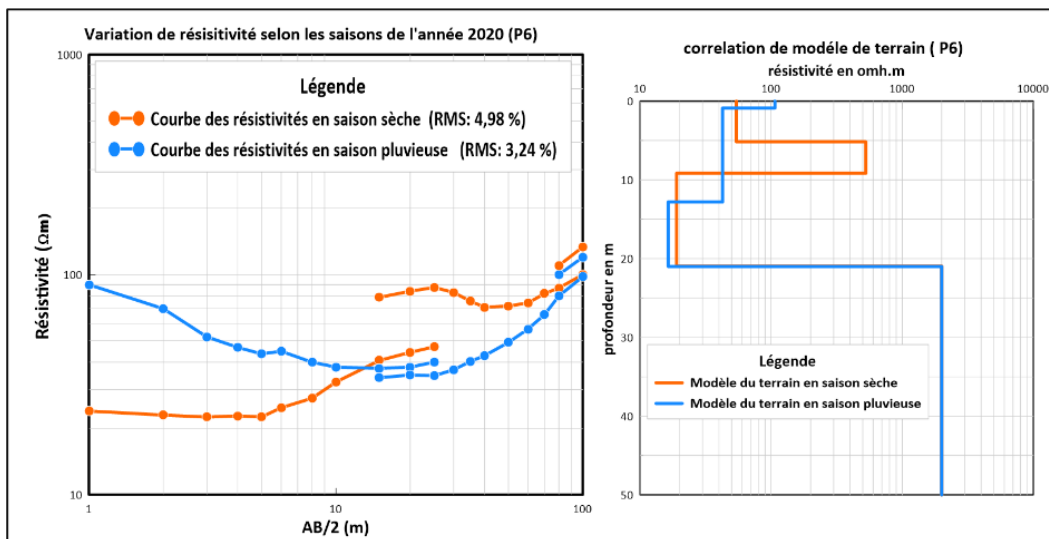 Variation de résisitivité selon les saisons de l'année 2020 (P6)
1000
Légende
Courbe des résistivités en saison sèche (RMS: 4,98 %)
Courbe des résistivités en saison pluvieuse (RMS: 3,24 %)
Résistivité (Ωm)
100
10
1
10
100
AB/2 (m)
correlation de modéle de terrain ( P6)
résistivité en omh.m
10
100
1000
10000
0
10
20
30
40
50
profondeur en m
Légende
Modèle du terrain en saison sèche
Modèle du terrain en saison pluvieuse